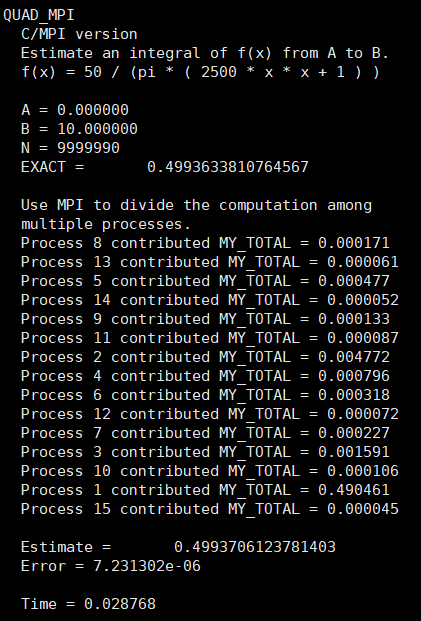 QUAD_MPI
C/MPI version
Estimate an integral of f(x) from A to B.
f(x) = 50 / (pi * ( 2500 * x * x + 1 ) )
A = 0.000000
B = 10.000000
N = 9999990
EXACT =       0.4993633810764567
Use MPI to divide the computation among
multiple processes.
Process 8 contributed MY_TOTAL = 0.000171
Process 13 contributed MY_TOTAL = 0.000061
Process 5 contributed MY_TOTAL = 0.000477
Process 14 contributed MY_TOTAL = 0.000052
Process 9 contributed MY_TOTAL = 0.000133
Process 11 contributed MY_TOTAL = 0.000087
Process 2 contributed MY_TOTAL = 0.004772
Process 4 contributed MY_TOTAL = 0.000796
Process 6 contributed MY_TOTAL = 0.000318
Process 12 contributed MY_TOTAL = 0.000072
Process 7 contributed MY_TOTAL = 0.000227
Process 3 contributed MY_TOTAL = 0.001591
Process 10 contributed MY_TOTAL = 0.000106
Process 1 contributed MY_TOTAL = 0.490461
Process 15 contributed MY_TOTAL = 0.000045
Estimate =       0.4993706123781403
Error = 7.231302e-06
Time = 0.028768